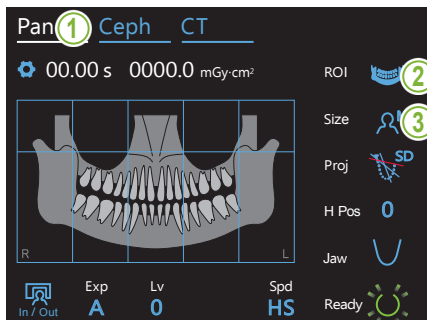 Pan 1 Ceph CT
00.00 s 0000.0 mGy·cm²
ROI 2
Size 3
Proj SD
H Pos 0
R L
Jaw
In / Out
Exp Lv Spd
A 0 HS
Ready